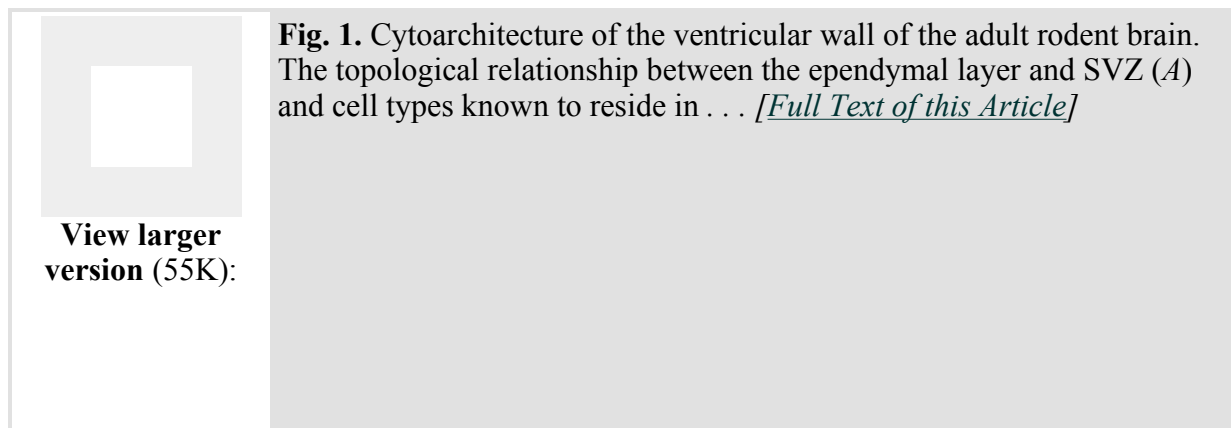 Fig. 1. Cytoarchitecture of the ventricular wall of the adult rodent brain.
The topological relationship between the ependymal layer and SVZ (A)
and cell types known to reside in . . . [Full Text of this Article]
View larger
version (55K):